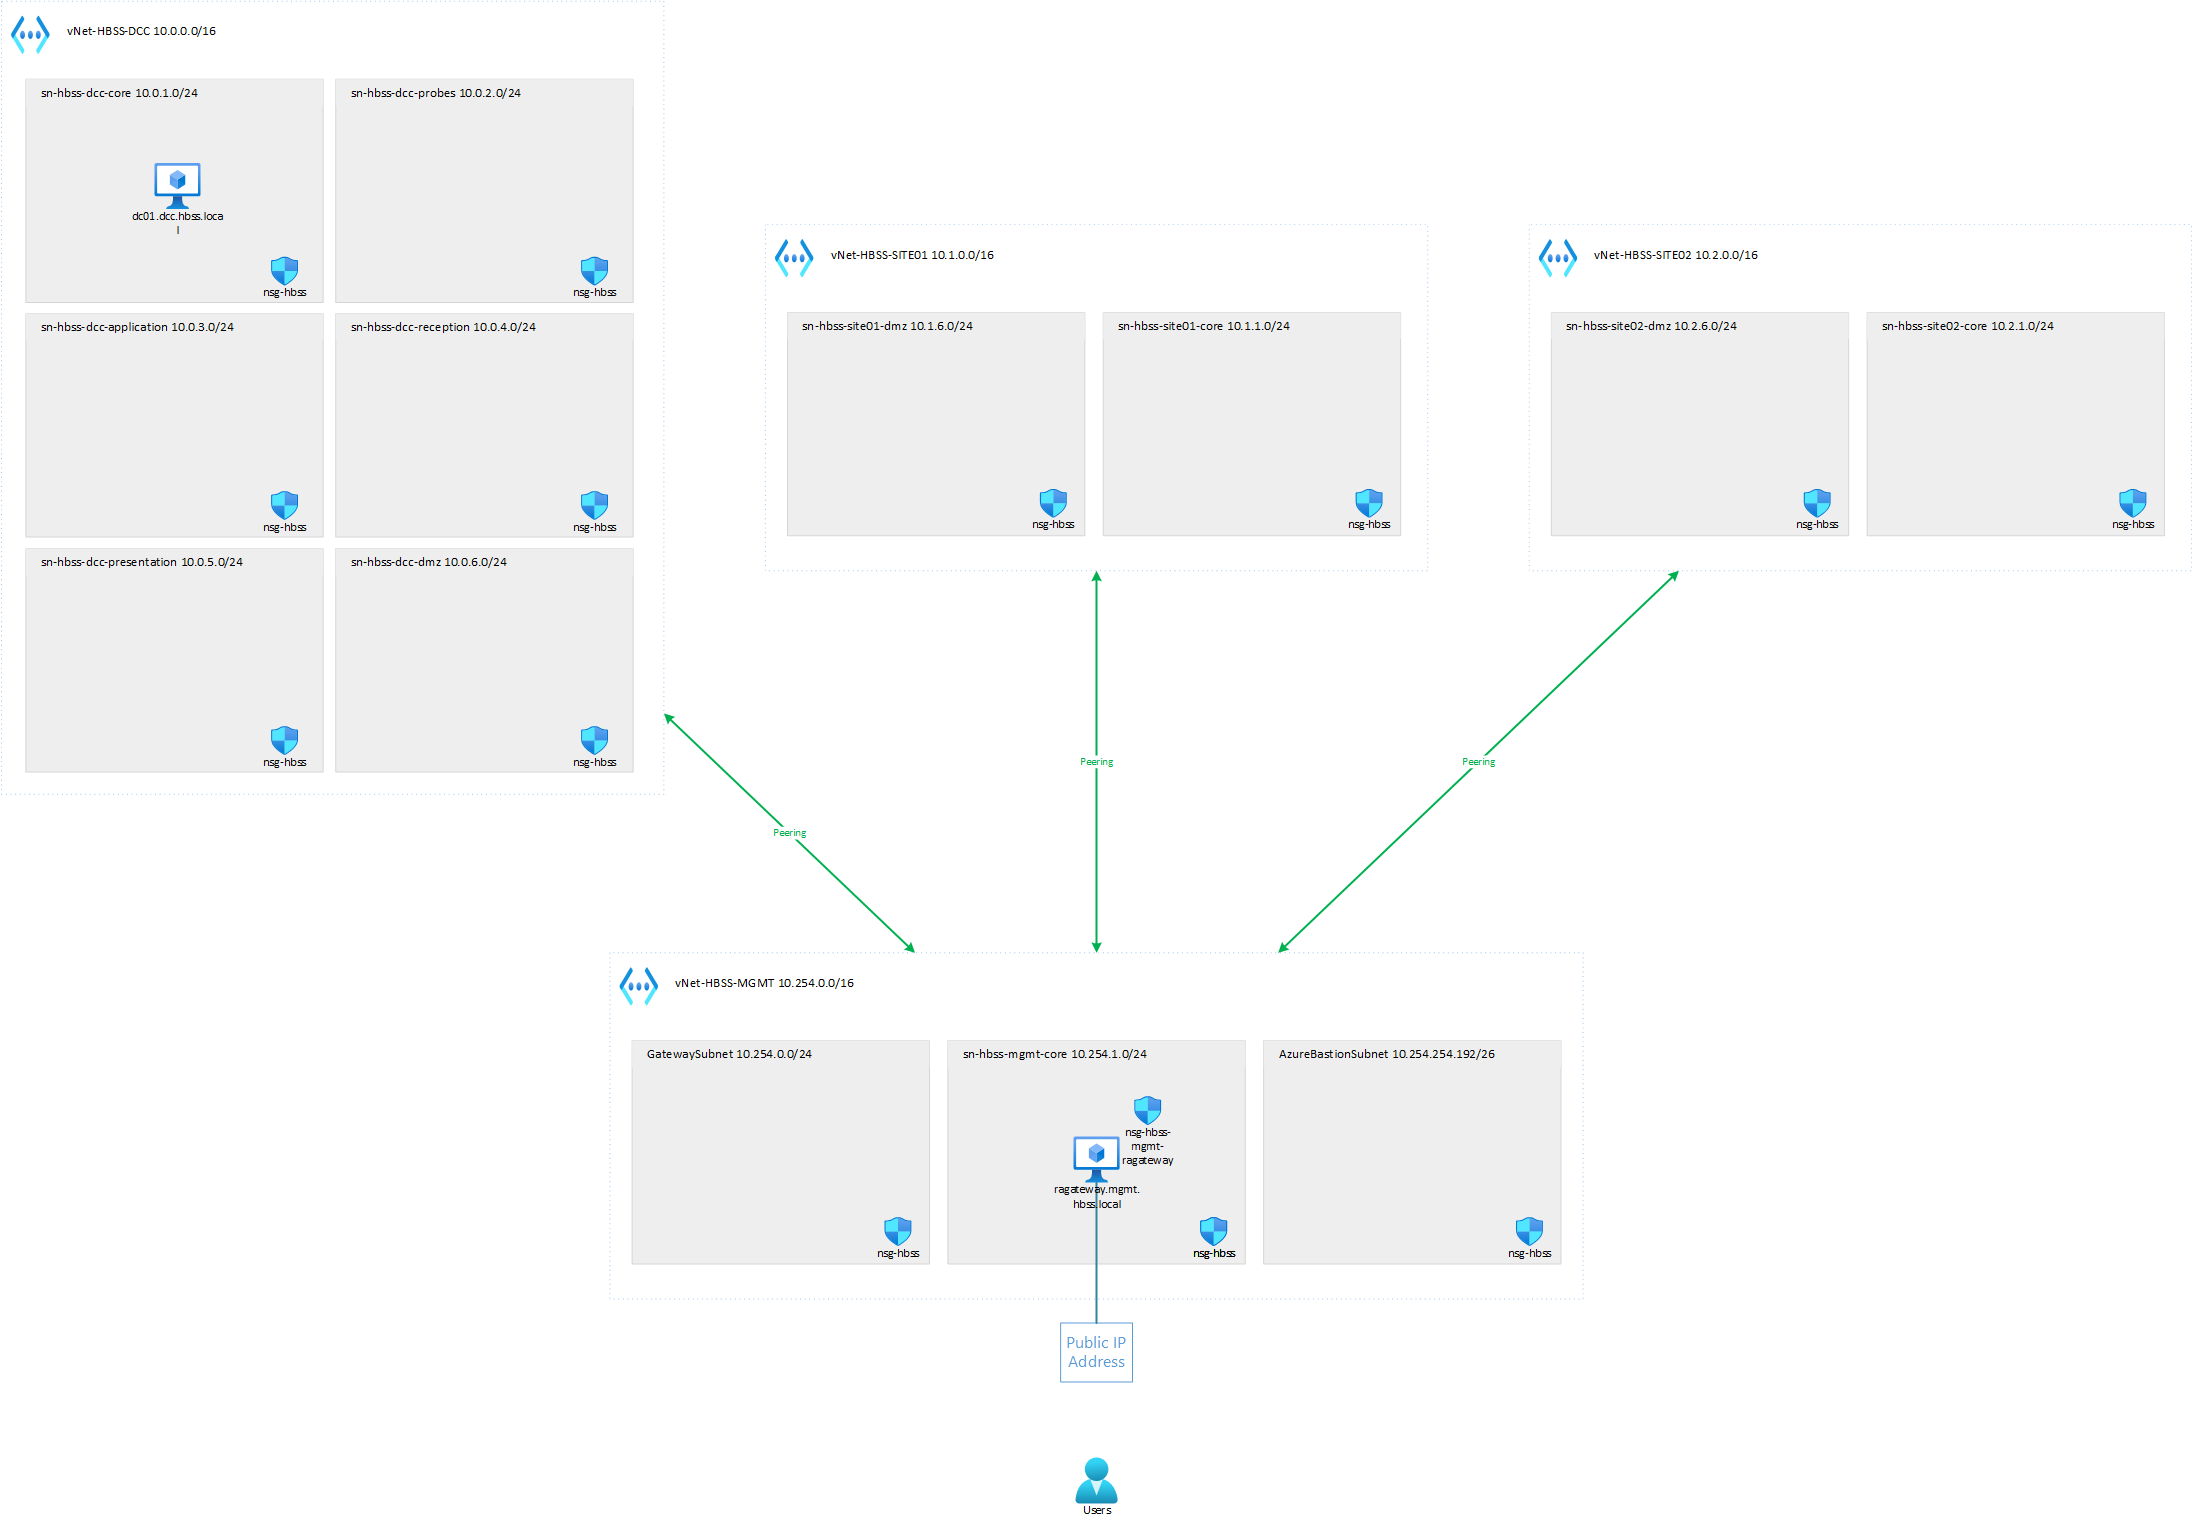 vNet-HBSS-DCC 10.0.0.0/16
sn-hbss-dcc-core 10.0.1.0/24
dc01.dcc.hbss.loca
l
nsg-hbss
sn-hbss-dcc-probes 10.0.2.0/24
nsg-hbss
sn-hbss-dcc-application 10.0.3.0/24
nsg-hbss
sn-hbss-dcc-reception 10.0.4.0/24
nsg-hbss
sn-hbss-dcc-presentation 10.0.5.0/24
nsg-hbss
sn-hbss-dcc-dmz 10.0.6.0/24
nsg-hbss
vNet-HBSS-SITE01 10.1.0.0/16
sn-hbss-site01-dmz 10.1.6.0/24
nsg-hbss
sn-hbss-site01-core 10.1.1.0/24
nsg-hbss
vNet-HBSS-SITE02 10.2.0.0/16
sn-hbss-site02-dmz 10.2.6.0/24
nsg-hbss
sn-hbss-site02-core 10.2.1.0/24
nsg-hbss
Peering
Peering
Peering
vNet-HBSS-MGMT 10.254.0.0/16
GatewaySubnet 10.254.0.0/24
nsg-hbss
sn-hbss-mgmt-core 10.254.1.0/24
nsg-hbss-
mgmt-
ragateway
ragateway.mgmt.
hbss.local
nsg-hbss
AzureBastionSubnet 10.254.254.192/26
nsg-hbss
Public IP
Address
Users